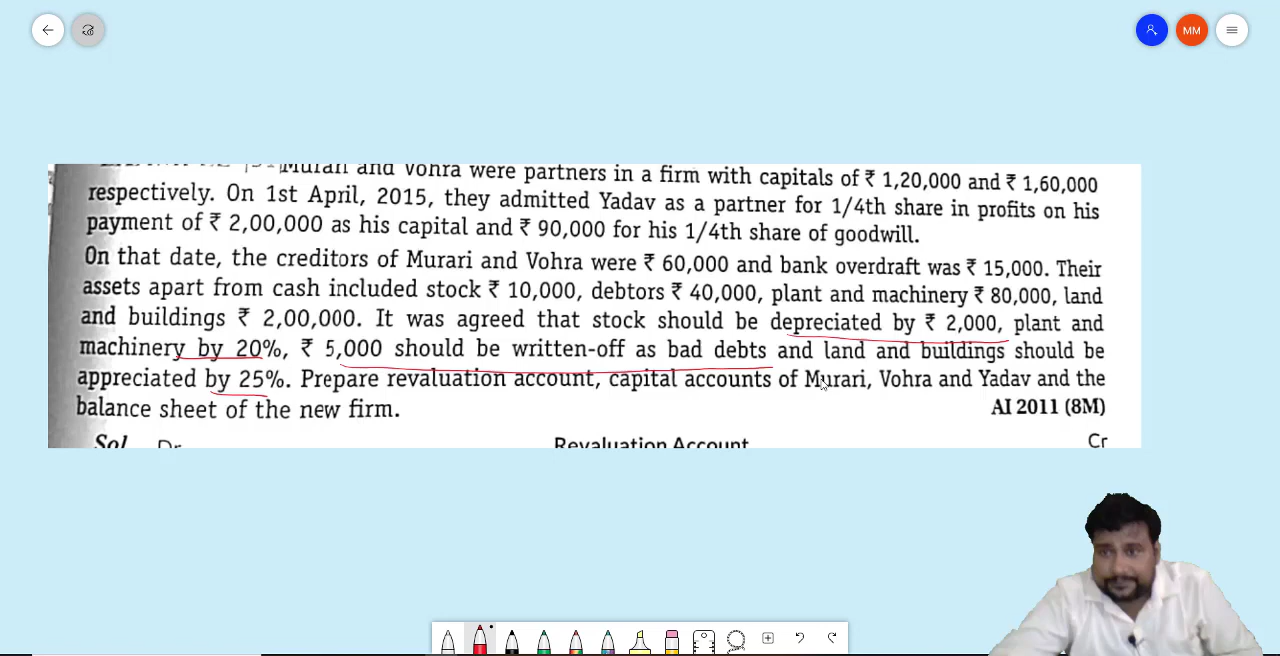 MM
Murari and Vohra were partners in a firm with capitals of ₹ 1,20,000 and ₹ 1,60,000
respectively. On 1st April, 2015, they admitted Yadav as a partner for 1/4th share in profits on his
payment of ₹ 2,00,000 as his capital and ₹ 90,000 for his 1/4th share of goodwill.
On that date, the creditors of Murari and Vohra were ₹ 60,000 and bank overdraft was ₹ 15,000. Their
assets apart from cash included stock ₹ 10,000, debtors ₹ 40,000, plant and machinery ₹ 80,000, land
and buildings ₹ 2,00,000. It was agreed that stock should be depreciated by ₹ 2,000, plant and
machinery by 20%, ₹ 5,000 should be written-off as bad debts and land and buildings should be
appreciated by 25%. Prepare revaluation account, capital accounts of Murari, Vohra and Yadav and the
balance sheet of the new firm. AI 2011 (8M)
Sol Dr Revaluation Account Cr